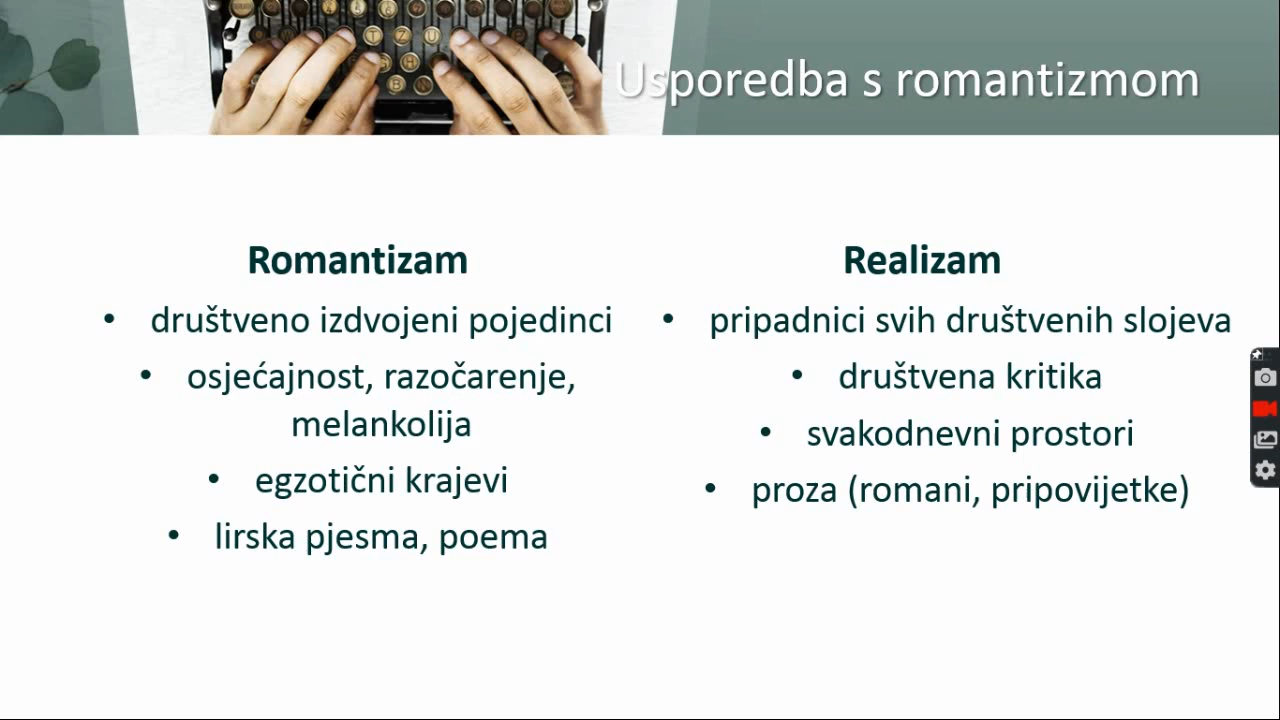 Usporedba s romantizmom
Romantizam
• društveno izdvojeni pojedinci
• osjećajnost, razočarenje,
melankolija
• egzotični krajevi
• lirska pjesma, poema
Realizam
• pripadnici svih društvenih slojeva
• društvena kritika
• svakodnevni prostori
• proza (romani, pripovijetke)